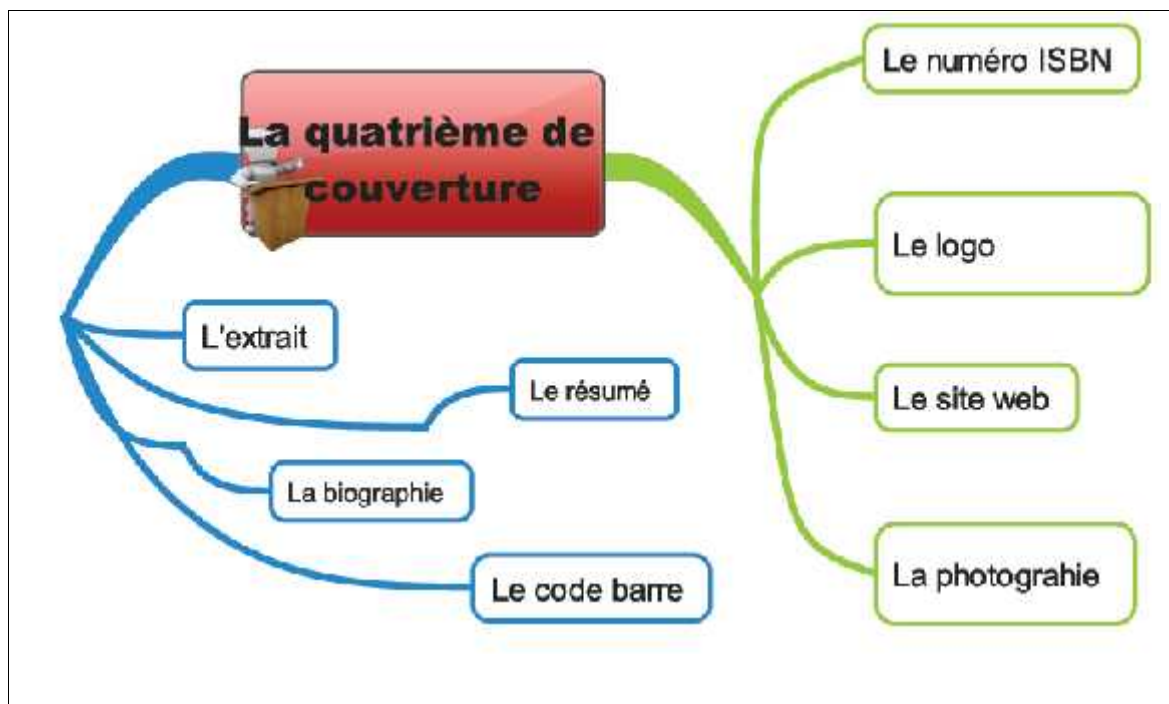 La quatrième de
couverture
L'extrait
Le résumé
La biographie
Le code barre
Le numéro ISBN
Le logo
Le site web
La photograhie